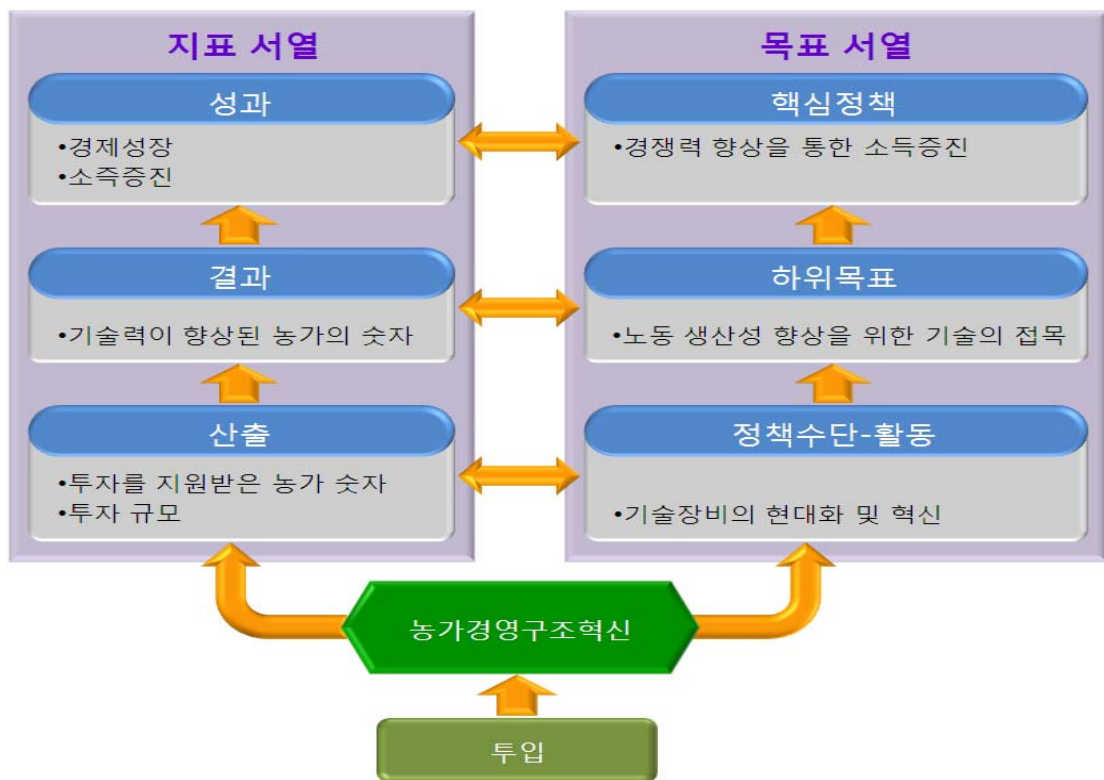 지표 서열
성과
•경제성장
•소즉증진
결과
•기술력이 향상된 농가의 숫자
산출
•투자를 지원받은 농가 숫자
•투자 규모
목표 서열
핵심정책
•경쟁력 향상을 통한 소득증진
하위목표
•노동 생산성 향상을 위한 기술의 접목
정책수단-활동
•기술장비의 현대화 및 혁신
농가경영구조혁신
투입